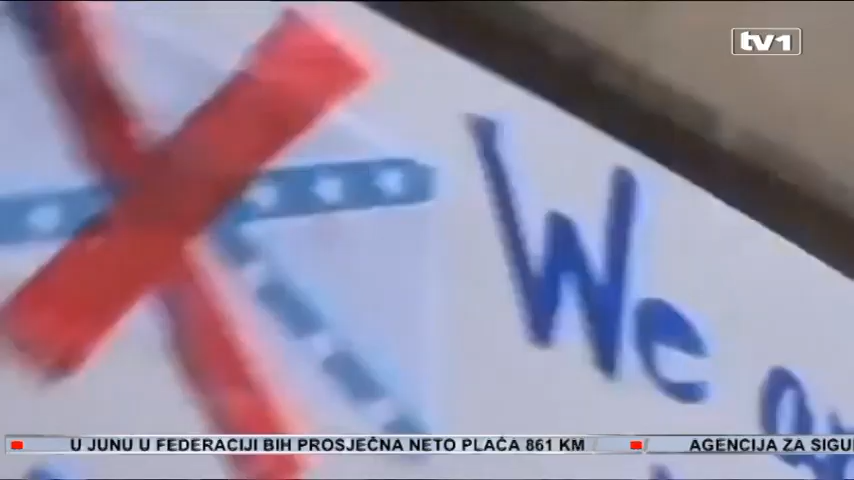 tv1
We
U JUNU U FEDERACIJI BIH PROSJEČNA NETO PLAĆA 861 KM
AGENCIJA ZA SIGU